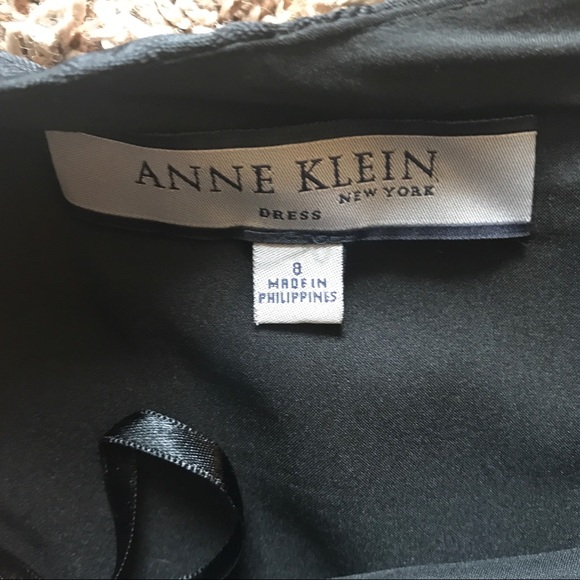 ANNE KLEIN
NEW YORK
DRESS
8
MADE IN
PHILIPPINES